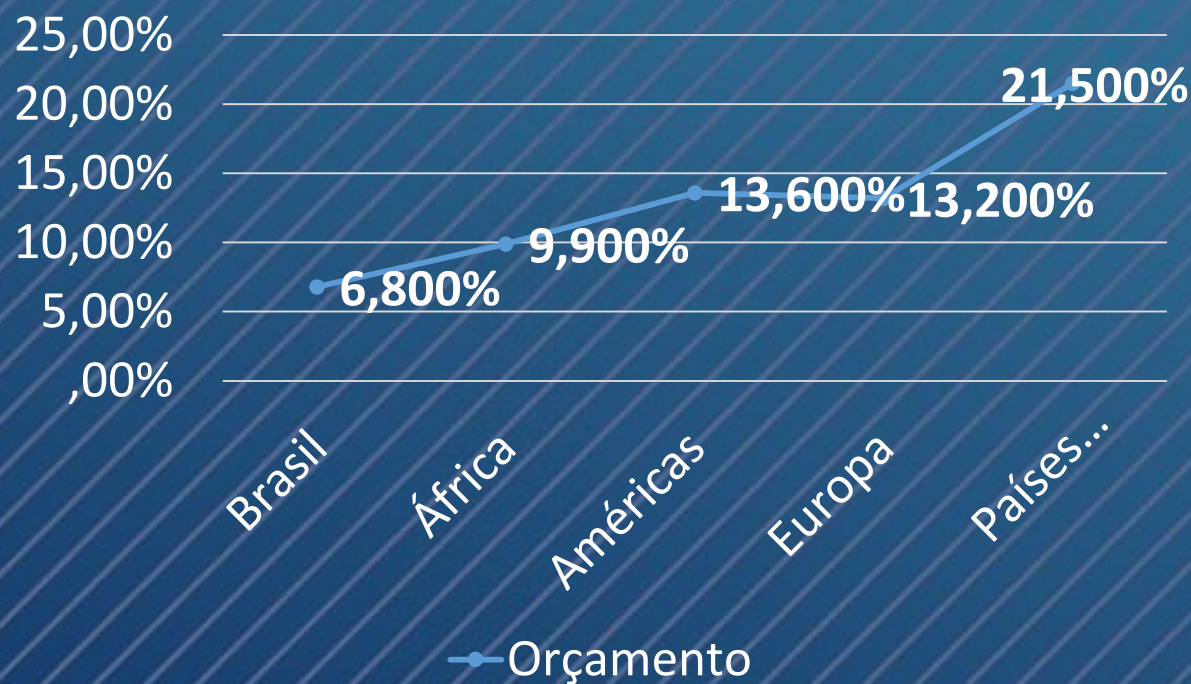 25,00%
20,00%
15,00%
10,00%
5,00%
,00%
6,800%
9,900%
13,600%
13,200%
21,500%
Brasil
África
Américas
Europa
Países...
Orçamento